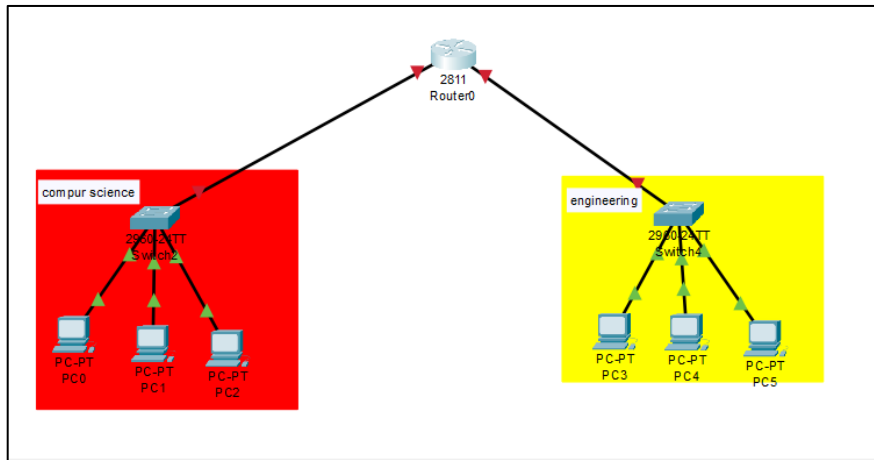 2811
Router0
compur science
engineering
2960-24TT
Switch2
2960-24TT
Switch4
PC-PT
PC0
PC-PT
PC1
PC-PT
PC2
PC-PT
PC3
PC-PT
PC4
PC-PT
PC5